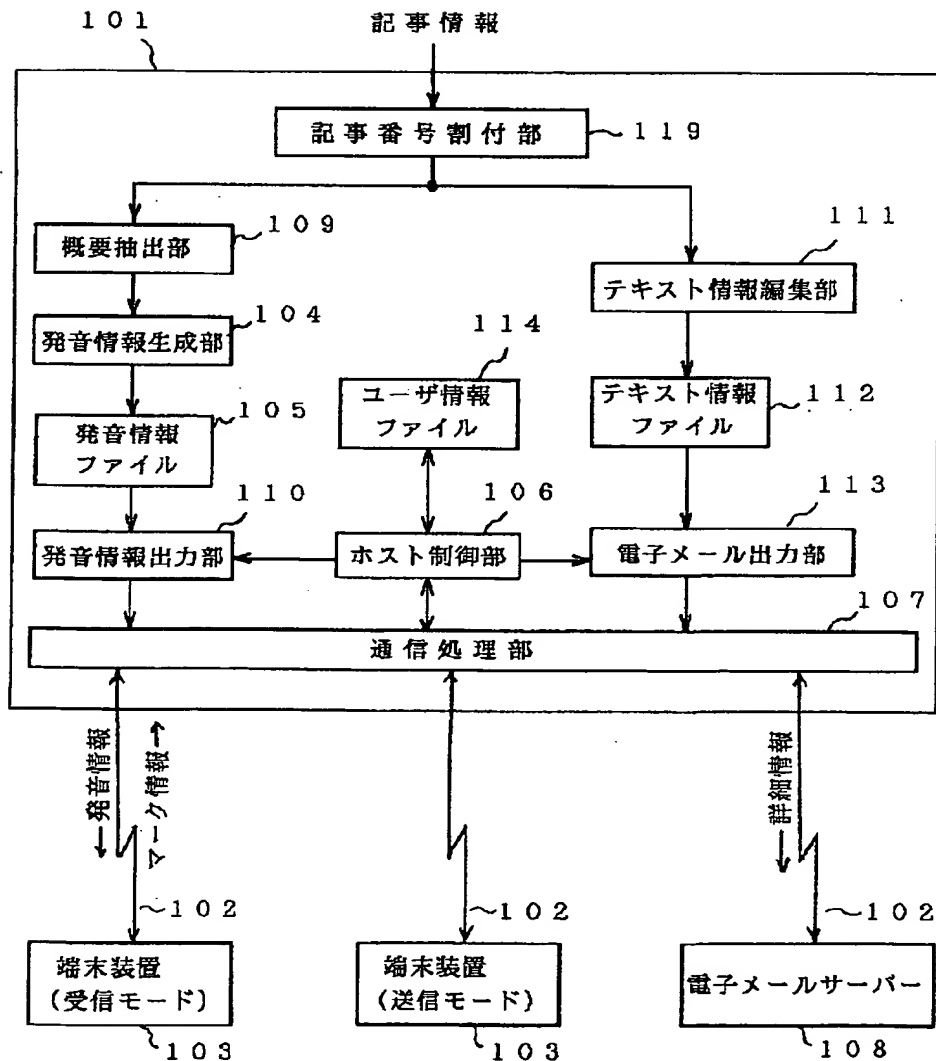 101
記事情報
記事番号割付部
119
109
概要抽出部
111
テキスト情報編集部
104
発音情報生成部
114
ユーザ情報
ファイル
テキスト情報
ファイル
112
105
発音情報
ファイル
110
発音情報出力部
106
ホスト制御部
113
電子メール出力部
107
通信処理部
←発音情報
マーク情報→
←詳細情報
102
102
102
端末装置
(受信モード)
103
端末装置
(送信モード)
103
電子メールサーバー
108